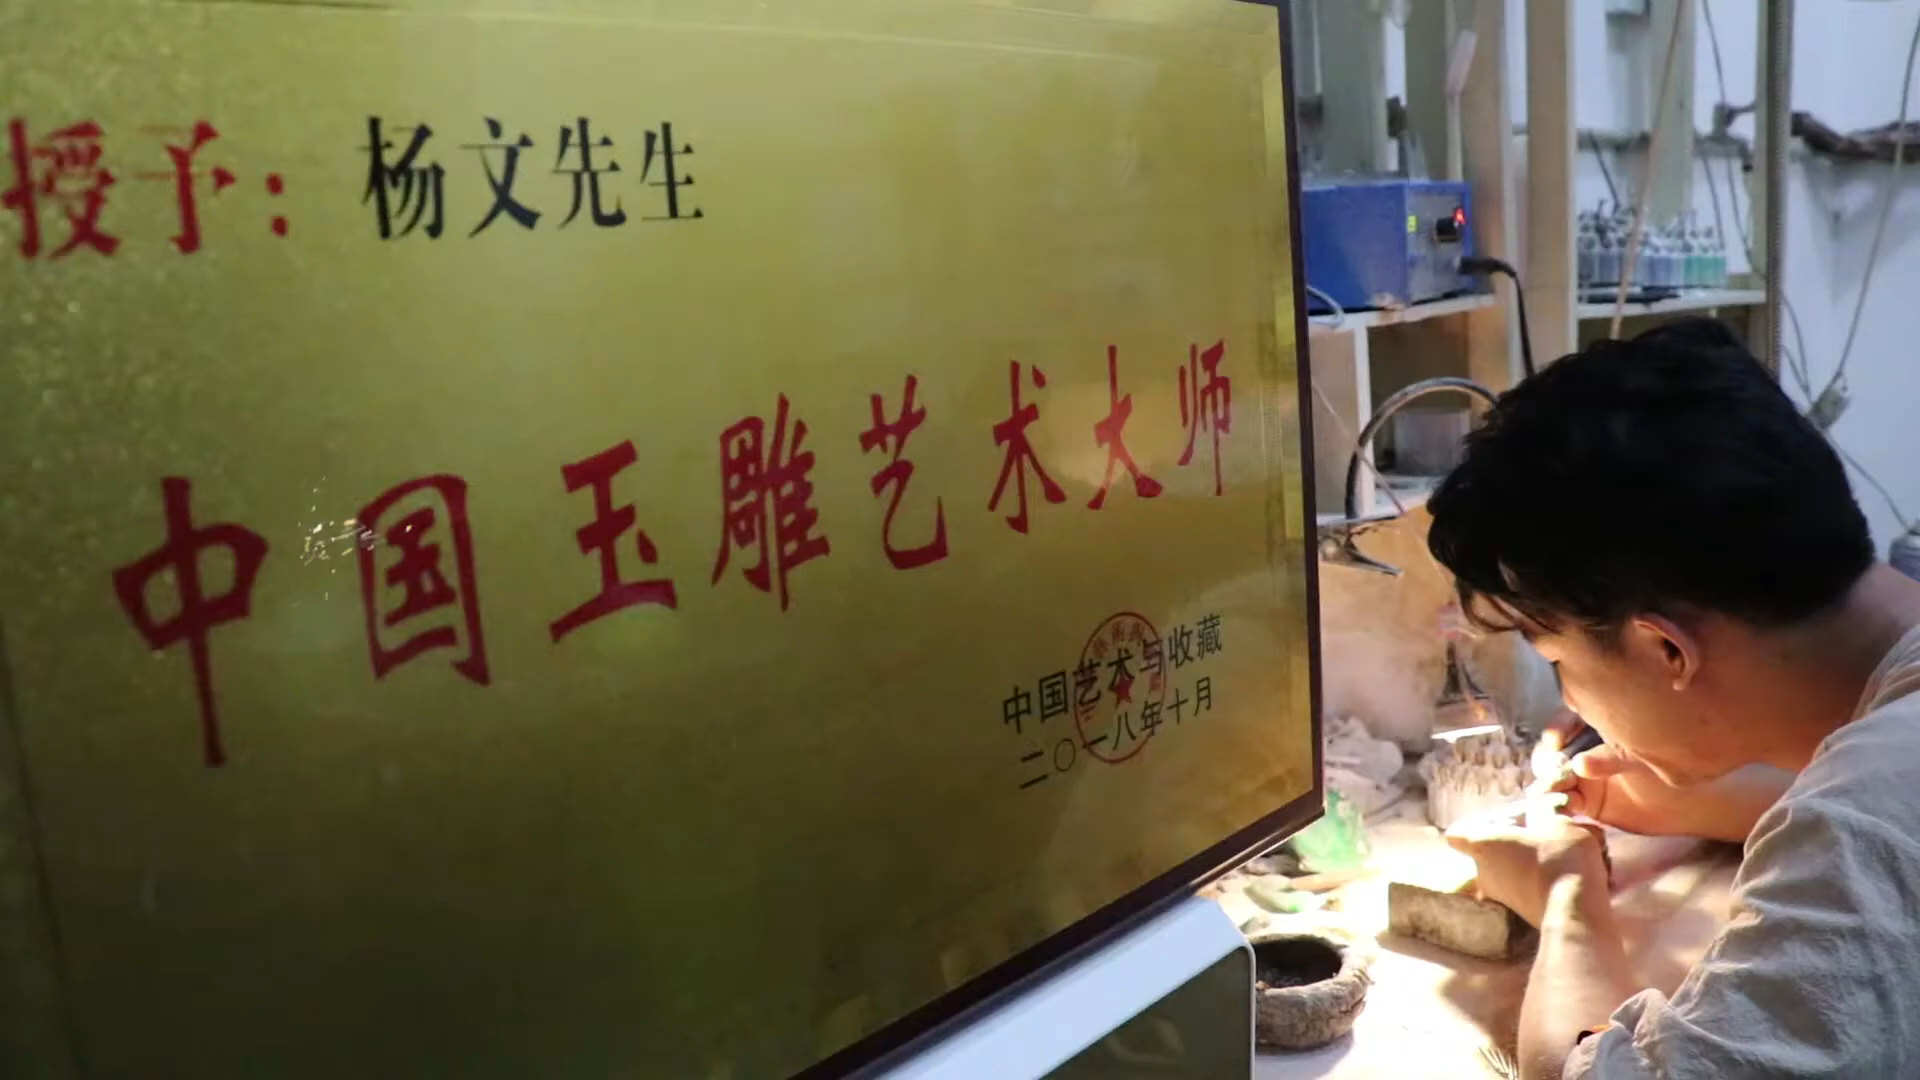 授予：杨文先生
中国玉雕艺术大师
中国艺术与收藏
二〇一八年十月